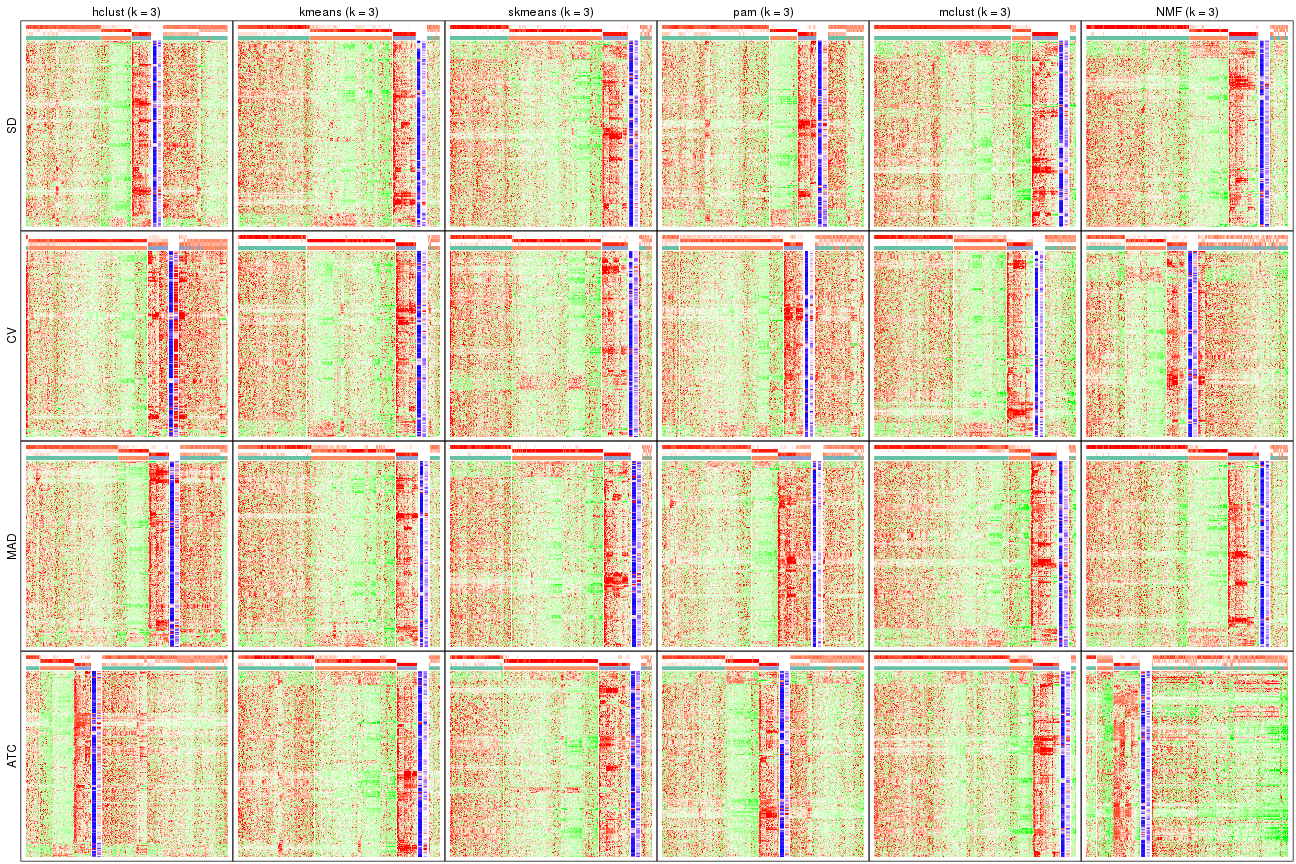 hclust (k = 3) kmeans (k = 3) skmeans (k = 3) pam (k = 3) mclust (k = 3) NMF (k = 3)
SD
CV
MAD
ATC